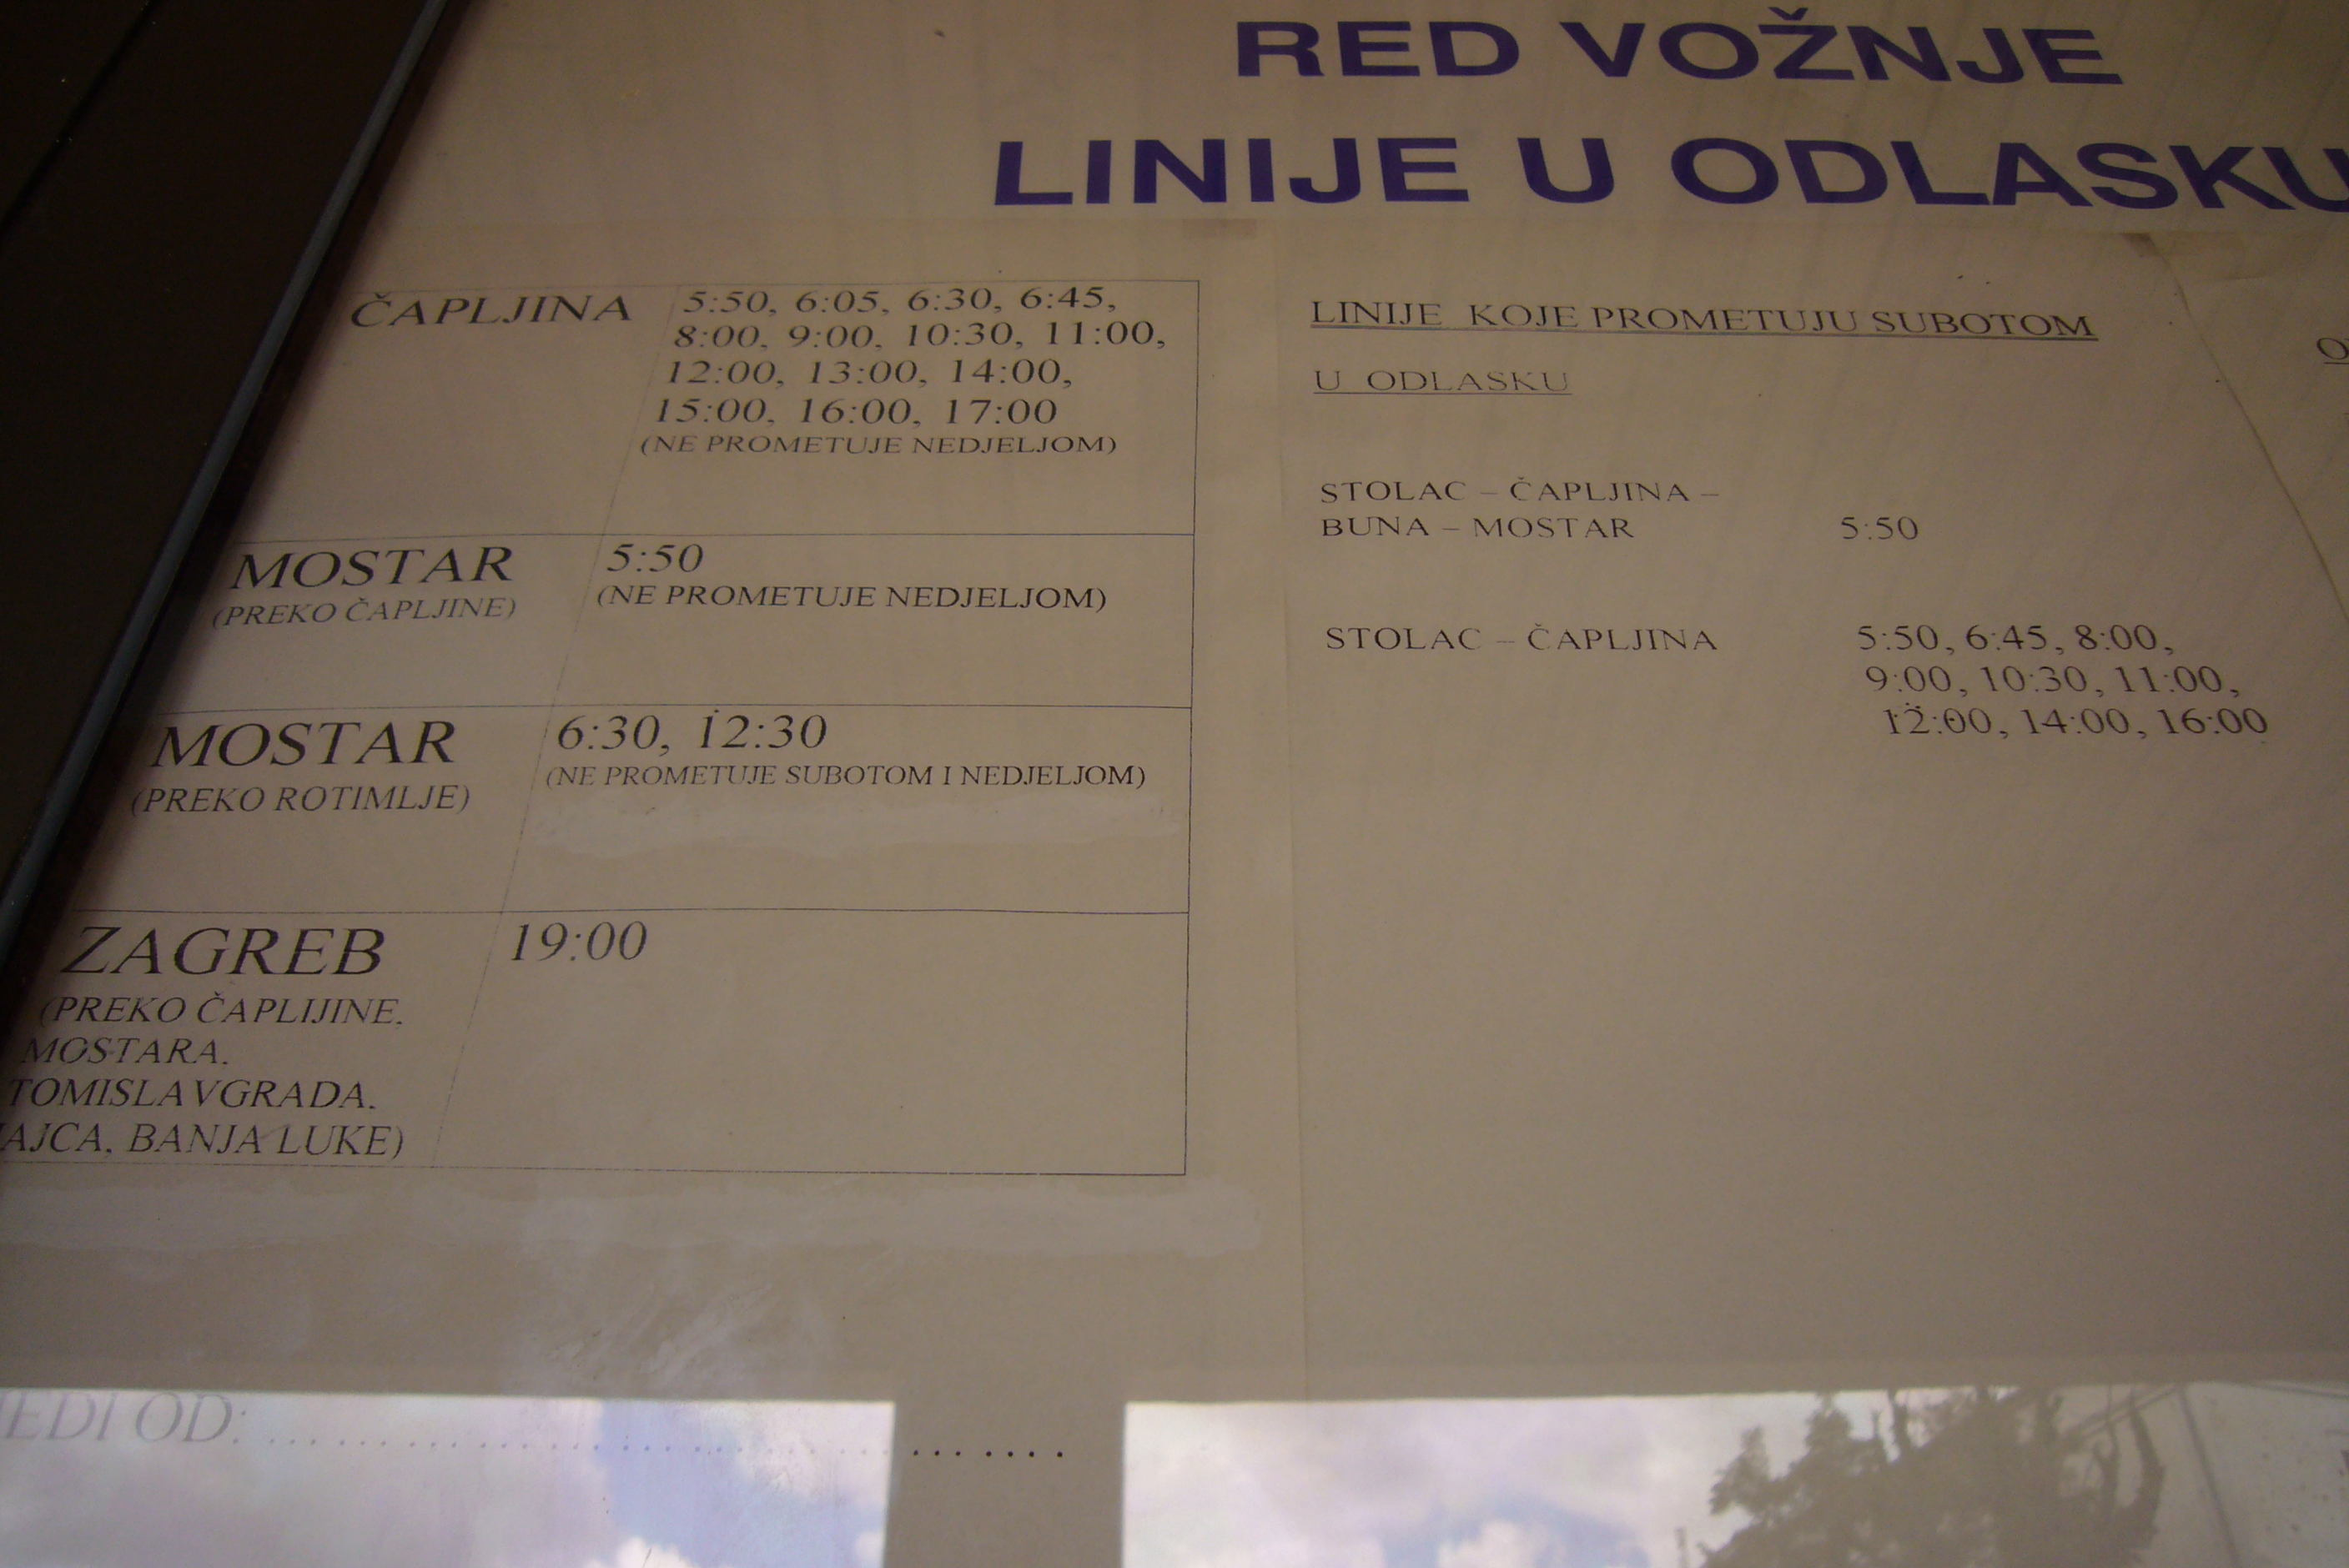 RED VOŽNJE
LINIJE U ODLASKU
ČAPLJINA
5:50, 6:05, 6:30, 6:45,
8:00, 9:00, 10:30, 11:00,
12:00, 13:00, 14:00,
15:00, 16:00, 17:00
(NE PROMETUJE NEDJELJOM)
MOSTAR
(PREKO ČAPLJINE)
5:50
(NE PROMETUJE NEDJELJOM)
MOSTAR
(PREKO ROTIMLJE)
6:30, 12:30
(NE PROMETUJE SUBOTOM I NEDJELJOM)
ZAGREB
(PREKO ČAPLIJINE.
MOSTARA.
TOMISLAVGRADA.
JAJCA, BANJA LUKE)
19:00
LINIJE KOJE PROMETUJU SUBOTOM
U ODLASKU
STOLAC – ČAPLJINA –
BUNA – MOSTAR 5:50
STOLAC – ČAPLJINA 5:50, 6:45, 8:00,
9:00, 10:30, 11:00,
12:00, 14:00, 16:00
OD: ........................